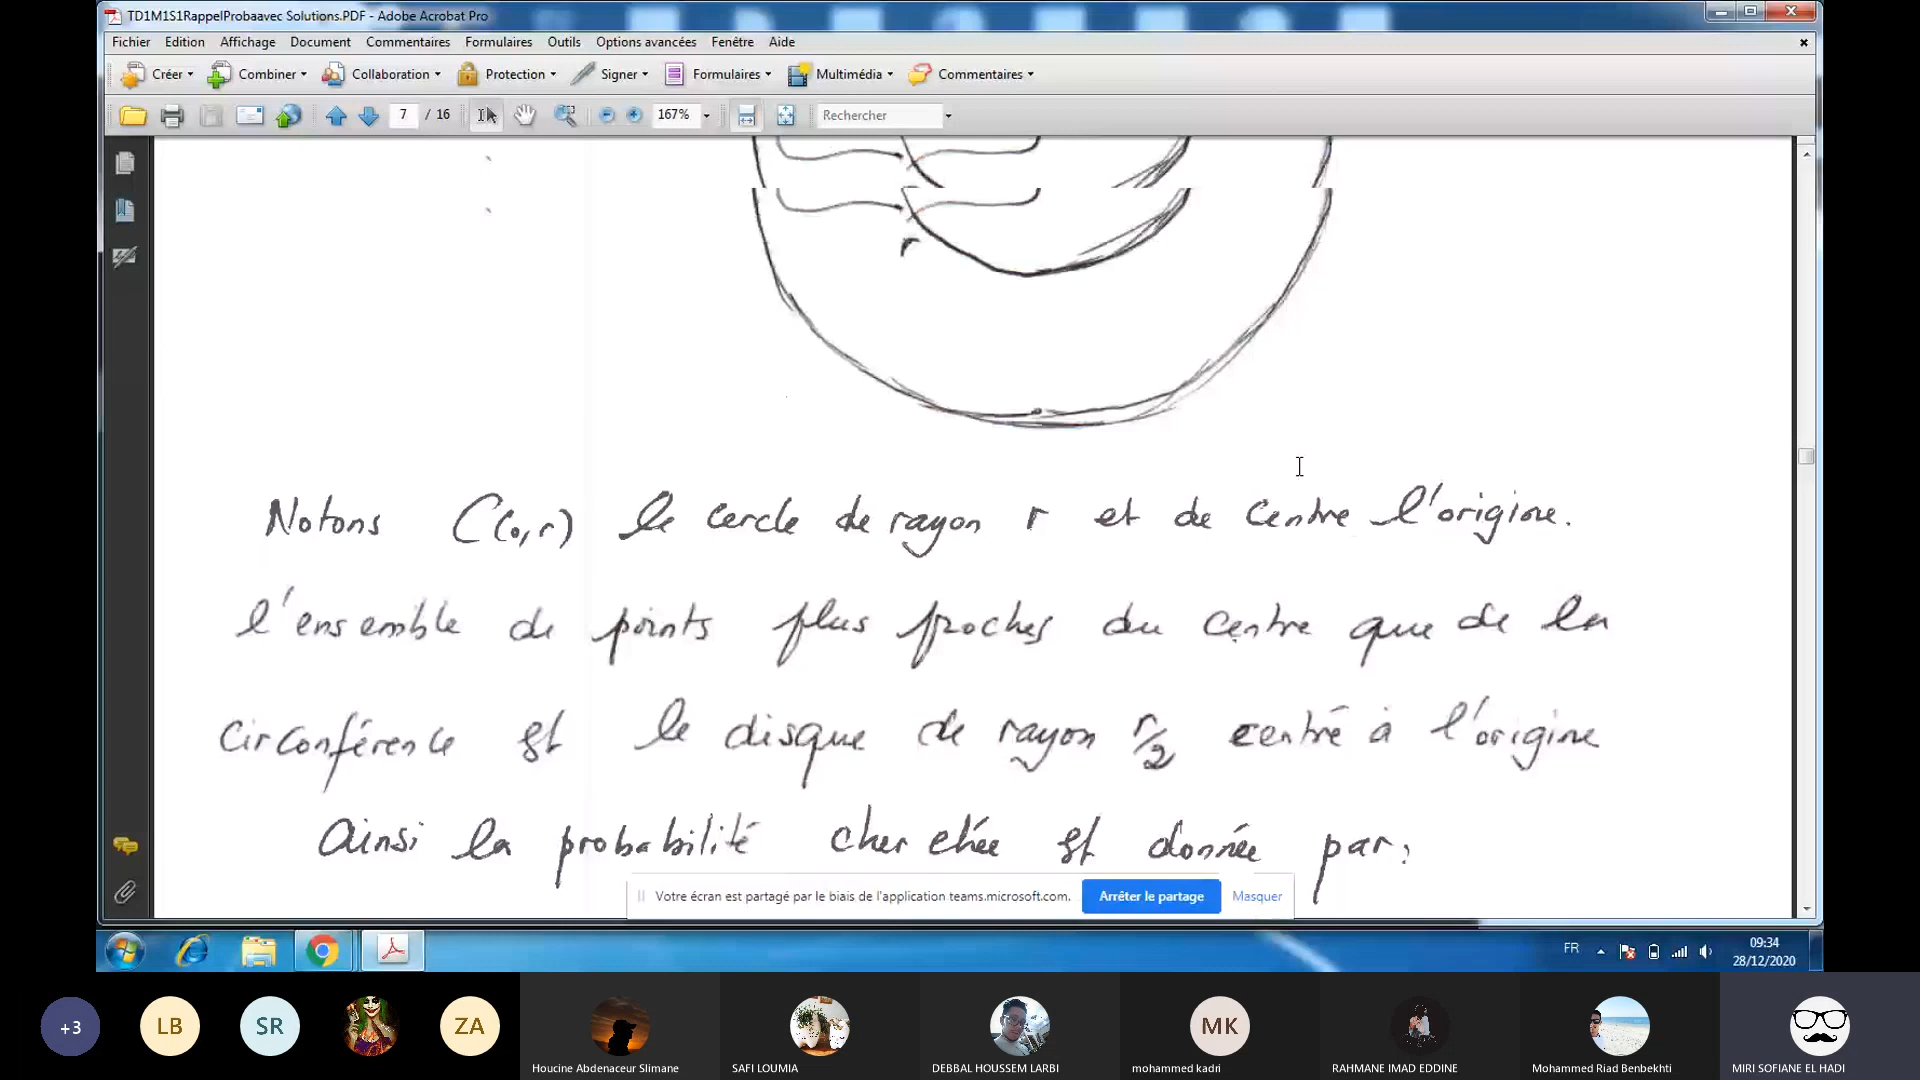 TD1M1S1RappelProbaavec Solutions.PDF - Adobe Acrobat Pro
Fichier Edition Affichage Document Commentaires Formulaires Outils Options avancées Fenêtre Aide
Créer Combiner Collaboration Protection Signer Formulaires Multimédia Commentaires
7 / 16 167% Rechercher
r
Notons C(0,r) le cercle de rayon r et de centre l'origine.
l'ensemble de points plus proches du centre que de la
circonférence est le disque de rayon r/2 centré à l'origine
Ainsi la probabilité cherchée est donnée par:
Votre écran est partagé par le biais de l'application teams.microsoft.com. Arrêter le partage Masquer
FR 09:34
28/12/2020
+3 LB SR ZA MK
Houcine Abdenaceur Slimane SAFI LOUMIA DEBBAL HOUSSEM LARBI mohammed kadri RAHMANE IMAD EDDINE Mohammed Riad Benbekhti MIRI SOFIANE EL HADI